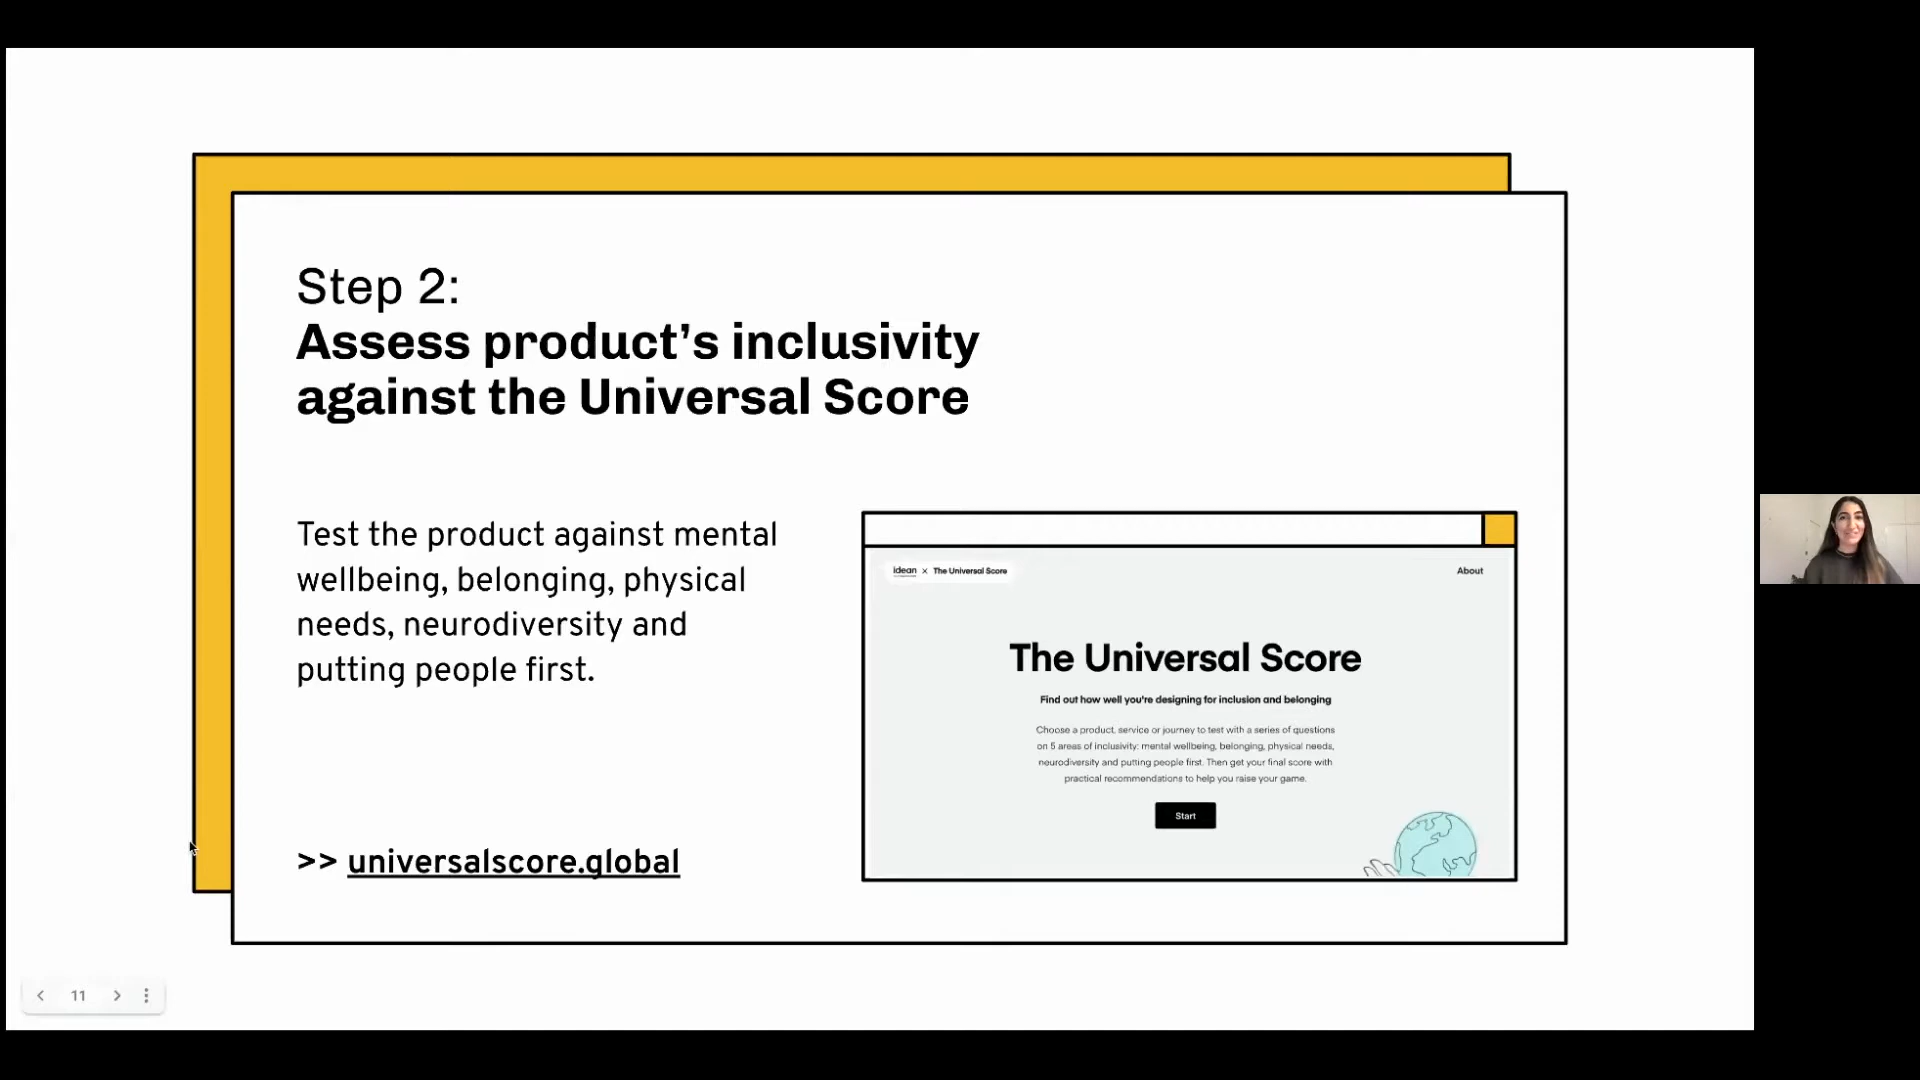 Step 2:
Assess product's inclusivity
against the Universal Score
Test the product against mental
wellbeing, belonging, physical
needs, neurodiversity and
putting people first.
>> universalscore.global
idean x The Universal Score
About
The Universal Score
Find out how well you're designing for inclusion and belonging
Choose a product, service or journey to test with a series of questions
on 5 areas of inclusivity: mental wellbeing, belonging, physical needs,
neurodiversity and putting people first. Then get your final score with
practical recommendations to help you raise your game.
Start
11